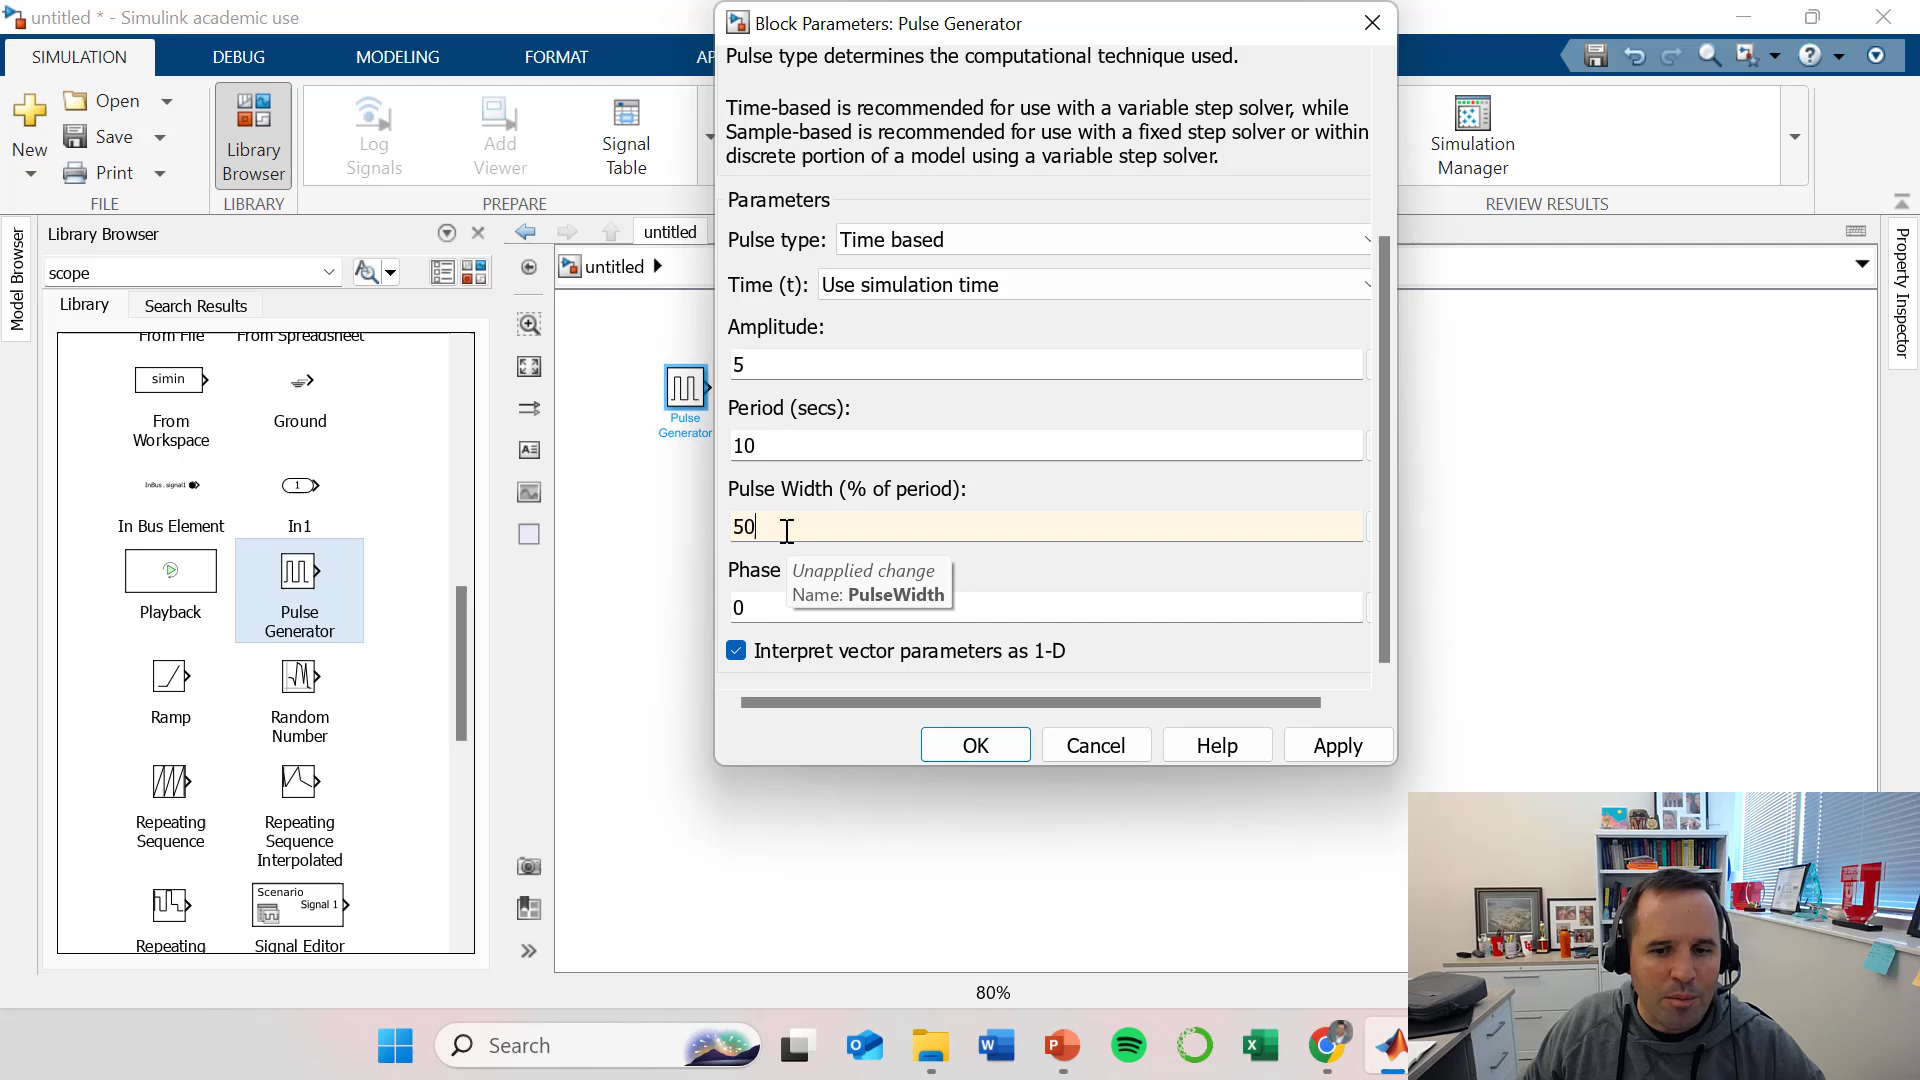 untitled * - Simulink academic use
Block Parameters: Pulse Generator
SIMULATION
DEBUG
MODELING
FORMAT
AP
New
Open
Save
Print
Library
Browser
Log
Signals
Add
Viewer
Signal
Table
Simulation
Manager
FILE
LIBRARY
PREPARE
REVIEW RESULTS
Pulse type determines the computational technique used.
Time-based is recommended for use with a variable step solver, while
Sample-based is recommended for use with a fixed step solver or within
discrete portion of a model using a variable step solver.
Parameters
Pulse type: Time based
Time (t): Use simulation time
Amplitude:
5
Period (secs):
10
Pulse Width (% of period):
50
Unapplied change
Name: PulseWidth
Phase
0
Interpret vector parameters as 1-D
OK
Cancel
Help
Apply
Model Browser
Library Browser
scope
Library
Search Results
From File
From Spreadsheet
simin
From
Workspace
Ground
InBus.signal1
In Bus Element
1
In1
Playback
Pulse
Generator
Ramp
Random
Number
Repeating
Sequence
Repeating
Sequence
Interpolated
Scenario
Signal 1
Repeating
Signal Editor
untitled
untitled
Pulse
Generator
Property Inspector
80%
Search